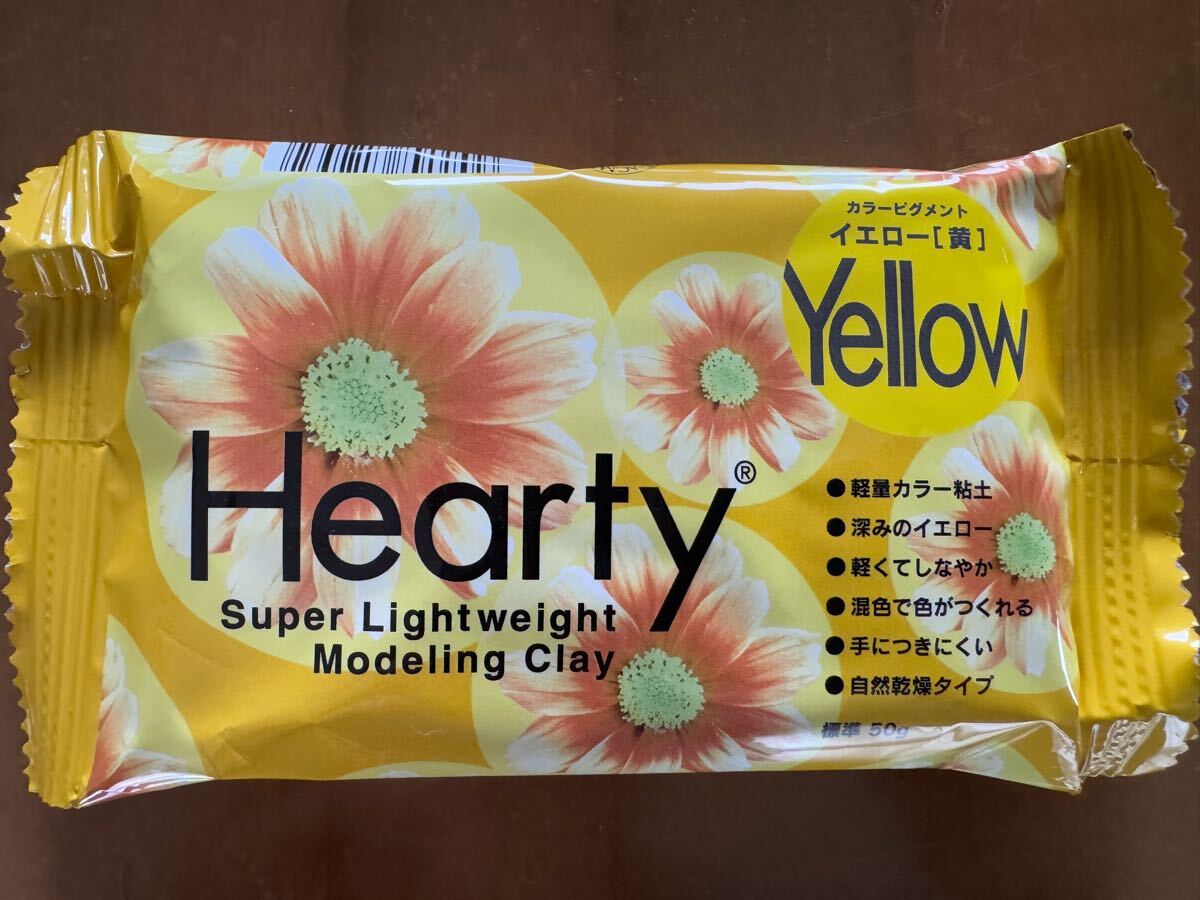 カラーピグメント
イエロー[黄]
Yellow
Hearty®
Super Lightweight
Modeling Clay
●軽量カラー粘土
●深みのイエロー
●軽くてしなやか
●混色で色がつくれる
●手につきにくい
●自然乾燥タイプ
標準 50g